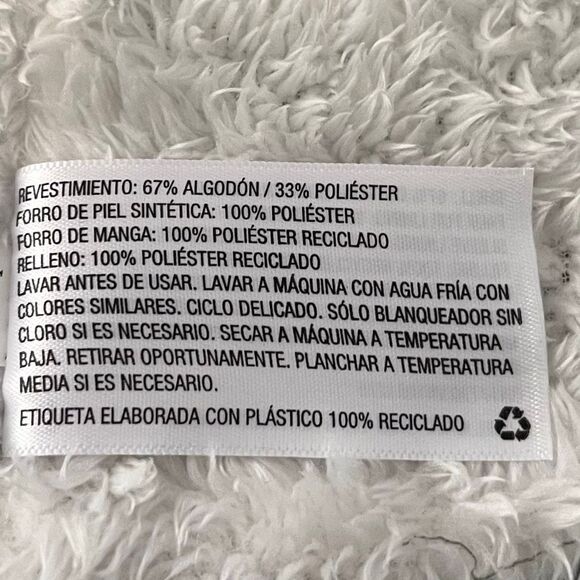 REVESTIMIENTO: 67% ALGODÓN / 33% POLIÉSTER
FORRO DE PIEL SINTÉTICA: 100% POLIÉSTER
FORRO DE MANGA: 100% POLIÉSTER RECICLADO
RELLENO: 100% POLIÉSTER RECICLADO
LAVAR ANTES DE USAR. LAVAR A MÁQUINA CON AGUA FRÍA CON
COLORES SIMILARES. CICLO DELICADO. SÓLO BLANQUEADOR SIN
CLORO SI ES NECESARIO. SECAR A MÁQUINA A TEMPERATURA
BAJA. RETIRAR OPORTUNAMENTE. PLANCHAR A TEMPERATURA
MEDIA SI ES NECESARIO.
ETIQUETA ELABORADA CON PLÁSTICO 100% RECICLADO